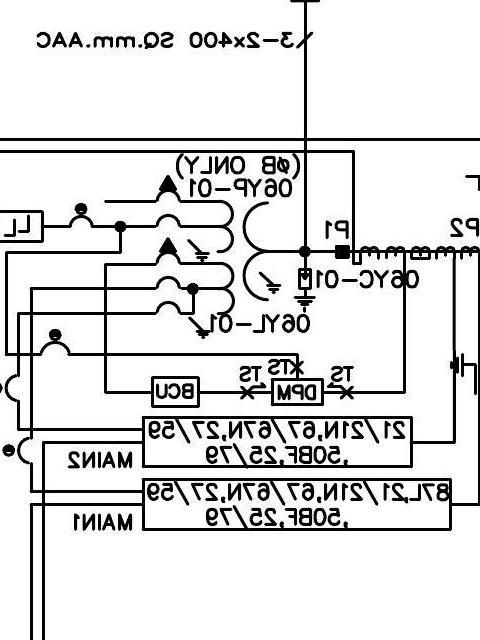 3-2x400 SQ.mm.AAC
(ØB ONLY)
06YP-01
LL
P1
P2
06YC-01
06YL-01
XTS
TS
TS
BCU
DPM
21/21N,67/67N,27/59
,50BF,25/79
MAIN2
87L,21/21N,67/67N,27/59
,50BF,25/79
MAIN1